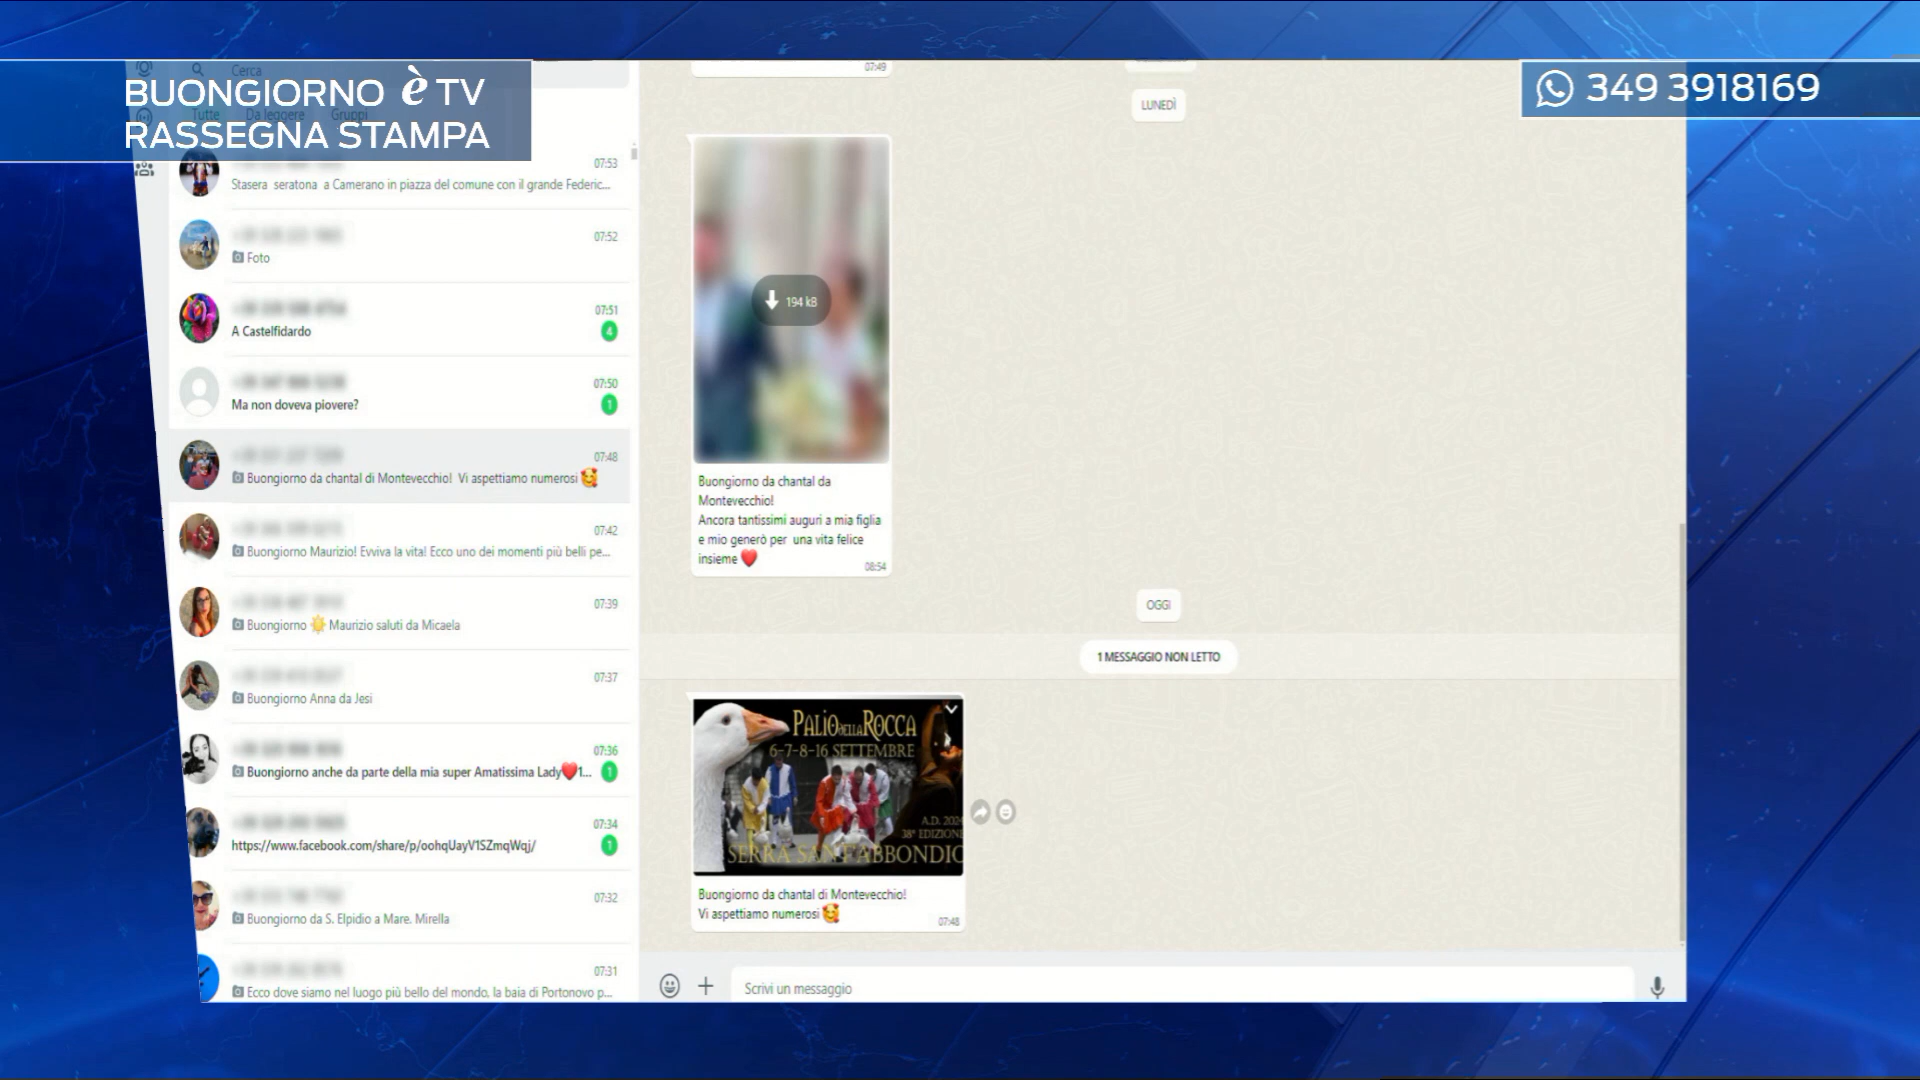 BUONGIORNO è TV
RASSEGNA STAMPA
349 3918169
Cerca
Tutte Da leggere Gruppi
07:53
Stasera seratona a Camerano in piazza del comune con il grande Federic...
07:52
Foto
07:51
A Castelfidardo
4
07:50
Ma non doveva piovere?
1
07:48
Buongiorno da chantal di Montevecchio! Vi aspettiamo numerosi 🥰
07:42
Buongiorno Maurizio! Evviva la vita! Ecco uno dei momenti più belli pe...
07:39
Buongiorno ☀️ Maurizio saluti da Micaela
07:37
Buongiorno Anna da Jesi
07:36
Buongiorno anche da parte della mia super Amatissima Lady❤️1...
1
07:34
https://www.facebook.com/share/p/oohqUayV1SZmqWqj/
1
07:32
Buongiorno da S. Elpidio a Mare. Mirella
07:31
Ecco dove siamo nel luogo più bello del mondo, la baia di Portonovo p...
07:49
LUNEDÌ
194 kB
Buongiorno da chantal da
Montevecchio!
Ancora tantissimi auguri a mia figlia
e mio generò per una vita felice
insieme ❤️
08:54
OGGI
1 MESSAGGIO NON LETTO
PALIO DELLA ROCCA
6-7-8-16 SETTEMBRE
A.D. 2024
38ª EDIZIONE
SERRA SANT'ABBONDIO
Buongiorno da chantal di Montevecchio!
Vi aspettiamo numerosi 🥰
07:48
Scrivi un messaggio